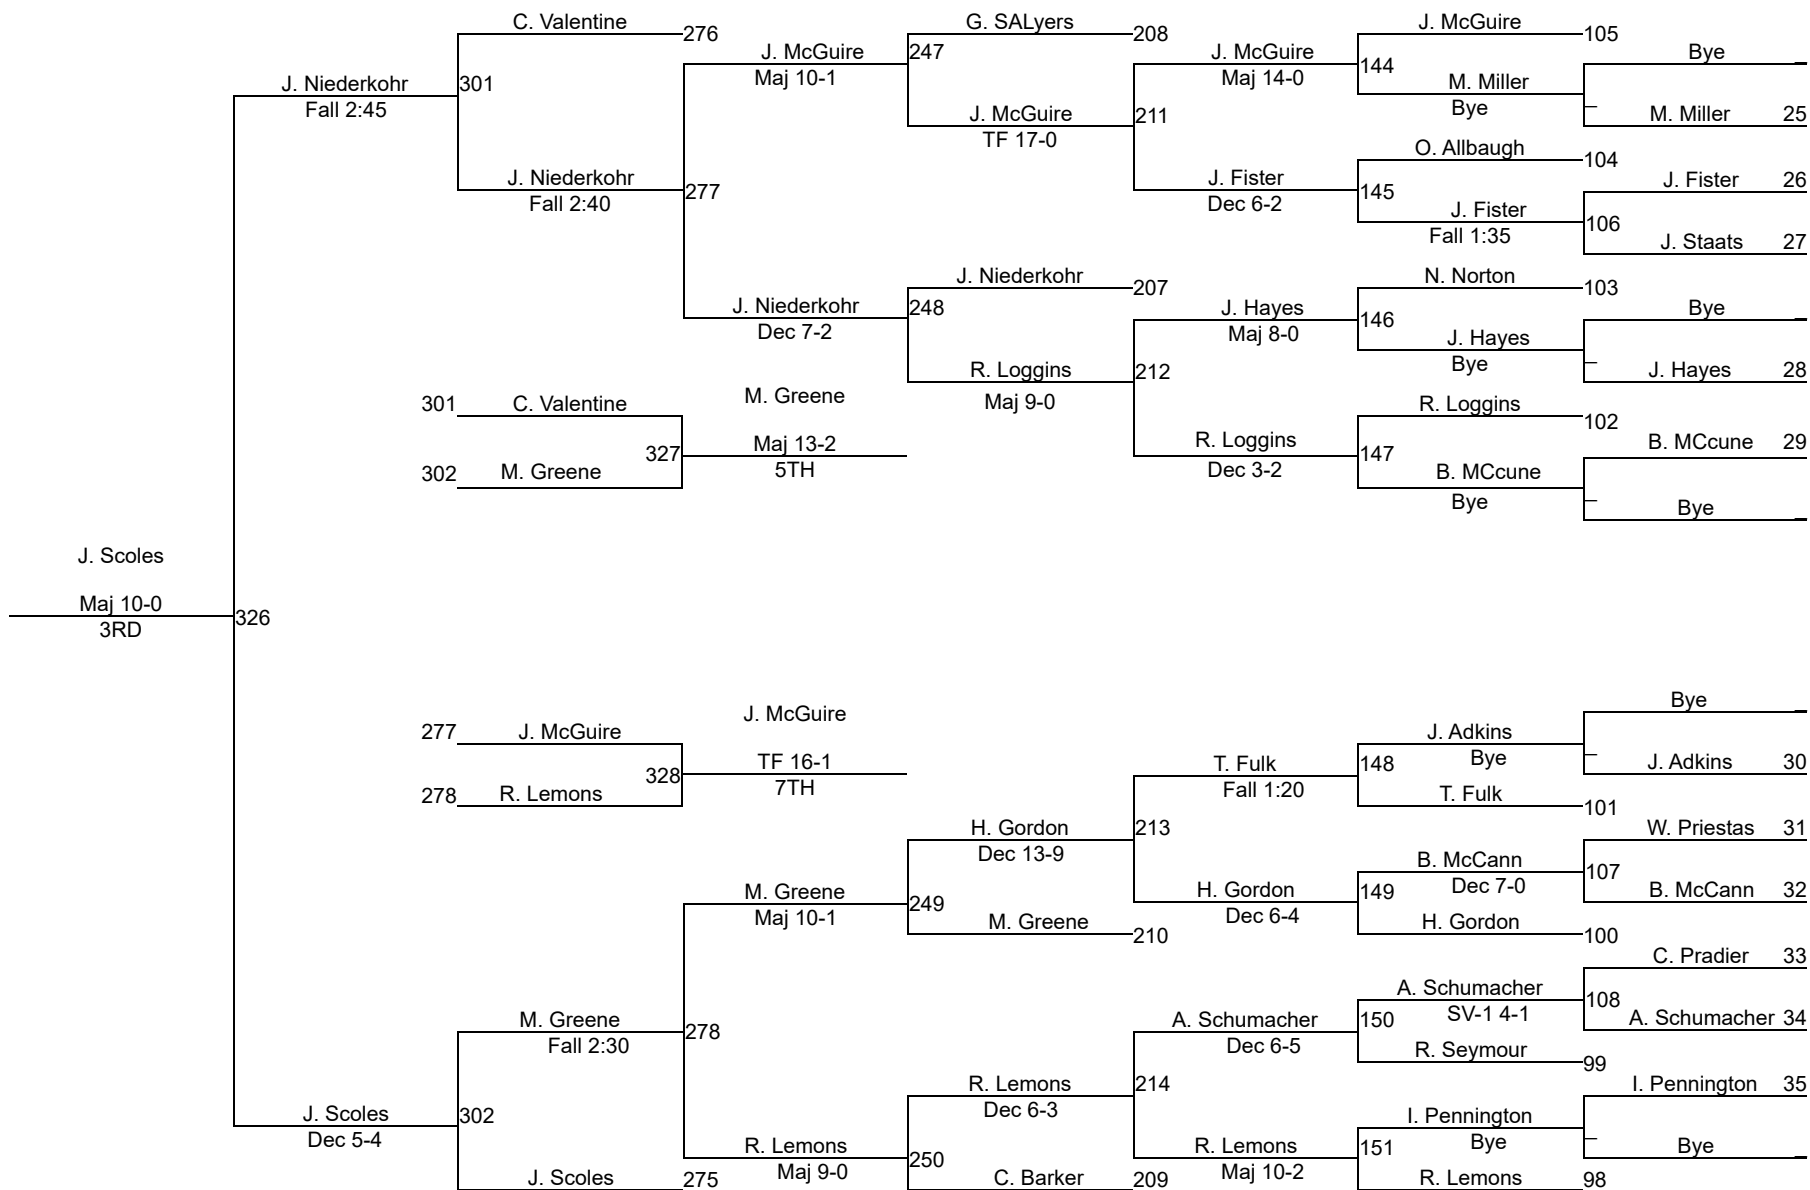 C. Valentine
276
G. SALyers
208
J. McGuire
105
Bye
J. McGuire
247
J. McGuire
144
Maj 10-1
Maj 14-0
M. Miller
Bye
M. Miller 25
J. Niederkohr
301
Fall 2:45
J. McGuire
211
TF 17-0
O. Allbaugh
104
J. Niederkohr
277
Fall 2:40
J. Fister
145
Dec 6-2
J. Fister 26
J. Fister
106
Fall 1:35
J. Staats 27
J. Niederkohr
207
N. Norton
103
J. Niederkohr
248
Dec 7-2
J. Hayes
146
Maj 8-0
Bye
J. Hayes
Bye
J. Hayes 28
R. Loggins
212
Maj 9-0
M. Greene
301 C. Valentine
R. Loggins
102
327
Maj 13-2
5TH
302 M. Greene
R. Loggins
147
Dec 3-2
B. MCcune 29
B. MCcune
Bye
Bye
J. Scoles
Maj 10-0
326
3RD
Bye
277 J. McGuire
J. McGuire
J. Adkins
Bye
J. Adkins 30
328
TF 16-1
7TH
278 R. Lemons
T. Fulk
148
Fall 1:20
T. Fulk
101
H. Gordon
213
Dec 13-9
W. Priestas 31
B. McCann
107
Dec 7-0
B. McCann 32
M. Greene
249
Maj 10-1
H. Gordon
149
Dec 6-4
M. Greene
210
H. Gordon
100
C. Pradier 33
A. Schumacher
108
SV-1 4-1
A. Schumacher 34
M. Greene
278
Fall 2:30
A. Schumacher
150
Dec 6-5
R. Seymour
99
R. Lemons
214
Dec 6-3
I. Pennington 35
J. Scoles
302
Dec 5-4
I. Pennington
Bye
Bye
R. Lemons
250
Maj 9-0
R. Lemons
151
Maj 10-2
J. Scoles
275
C. Barker
209
R. Lemons
98